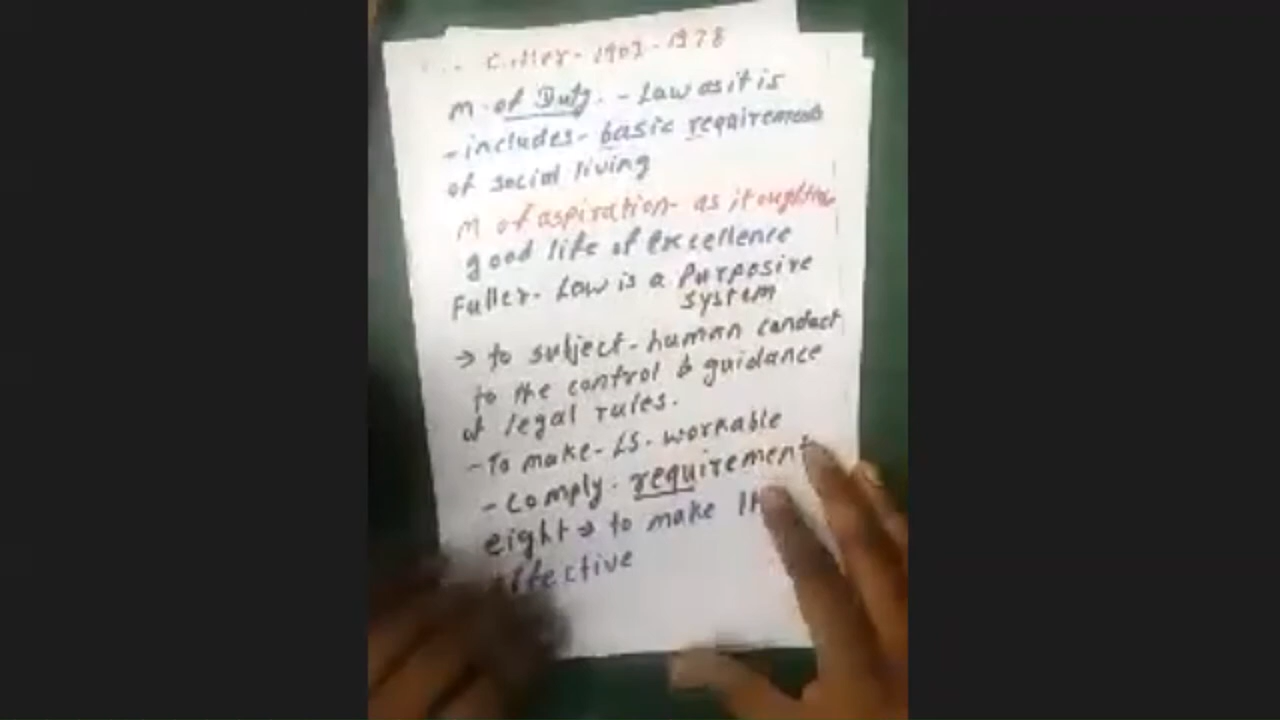 Fuller - 1902 - 1978
M of Duty. - Law as it is
- includes - basic requirements
of social living
M of aspiration - as it ought to
good life of Excellence
Fuller - Law is a Purposive
system
→ to subject - human conduct
to the control & guidance
of legal rules.
- To make - LS - workable
- comply - requirement
eight → to make it
effective